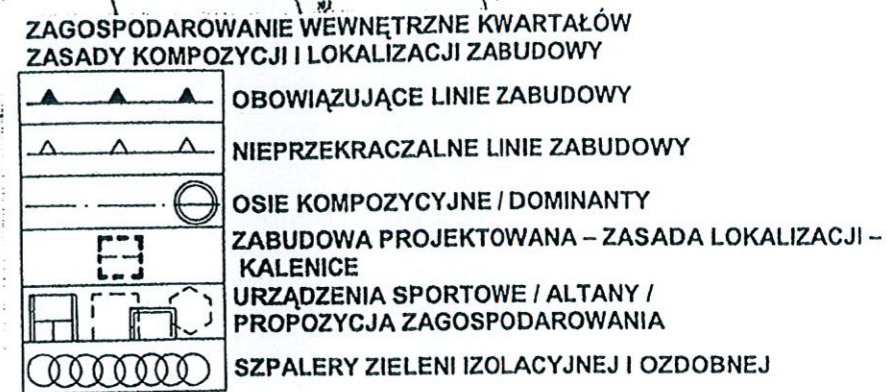 ZAGOSPODAROWANIE WEWNĘTRZNE KWARTAŁÓW
ZASADY KOMPOZYCJI I LOKALIZACJI ZABUDOWY
OBOWIĄZUJĄCE LINIE ZABUDOWY
NIEPRZEKRACZALNE LINIE ZABUDOWY
OSIE KOMPOZYCYJNE / DOMINANTY
ZABUDOWA PROJEKTOWANA – ZASADA LOKALIZACJI –
KALENICE
URZĄDZENIA SPORTOWE / ALTANY /
PROPOZYCJA ZAGOSPODAROWANIA
SZPALERY ZIELENI IZOLACYJNEJ I OZDOBNEJ